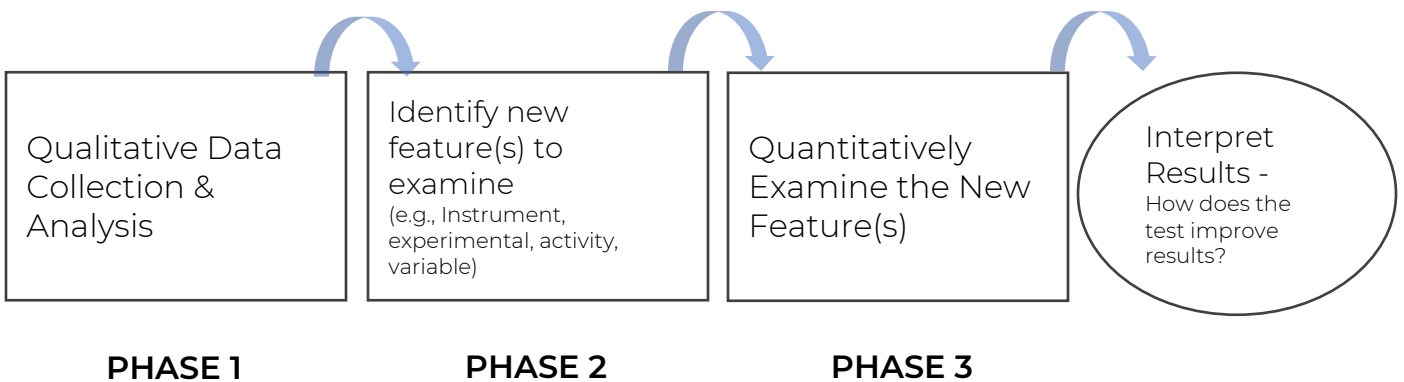 Qualitative Data
Collection &
Analysis
Identify new
feature(s) to
examine
(e.g., Instrument,
experimental, activity,
variable)
Quantitatively
Examine the New
Feature(s)
Interpret
Results -
How does the
test improve
results?
PHASE 1
PHASE 2
PHASE 3